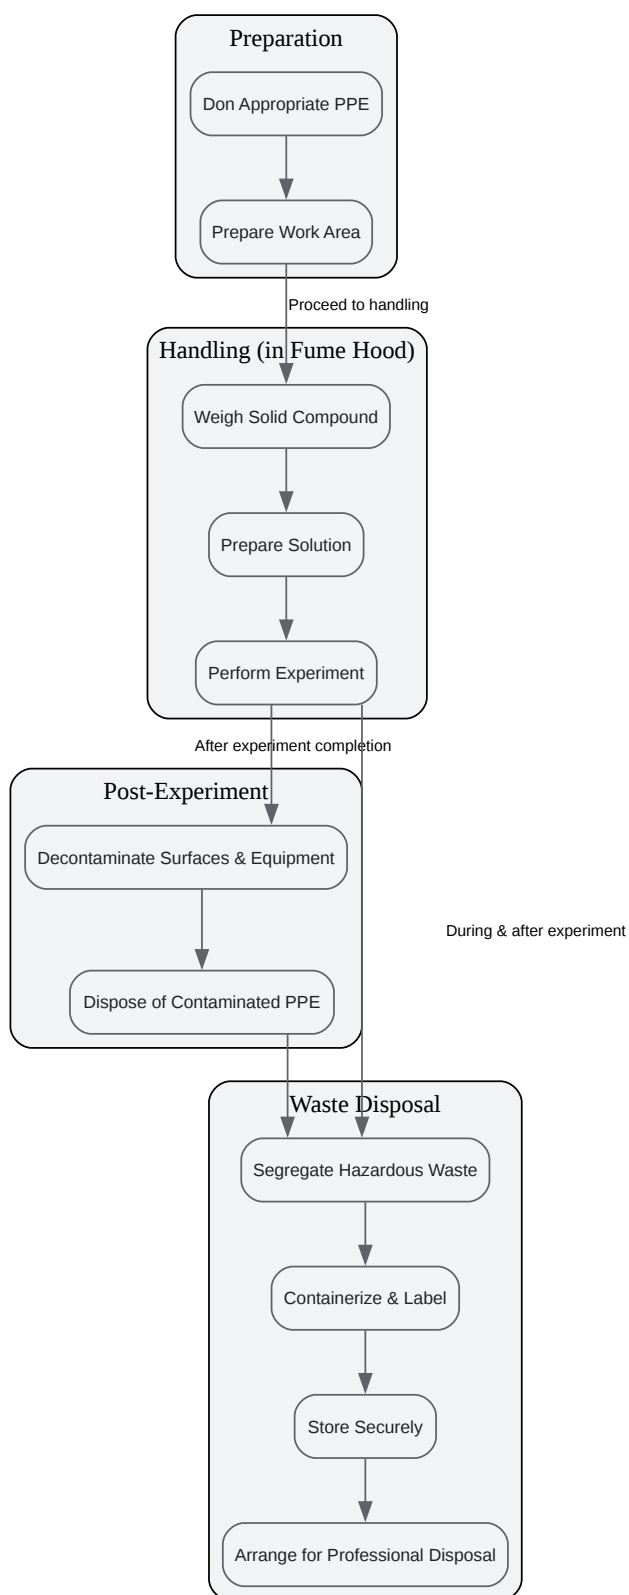 Preparation
Don Appropriate PPE
Prepare Work Area
Proceed to handling
Handling (in Fume Hood)
Weigh Solid Compound
Prepare Solution
Perform Experiment
After experiment completion
Post-Experiment
Decontaminate Surfaces & Equipment
During & after experiment
Dispose of Contaminated PPE
Waste Disposal
Segregate Hazardous Waste
Containerize & Label
Store Securely
Arrange for Professional Disposal